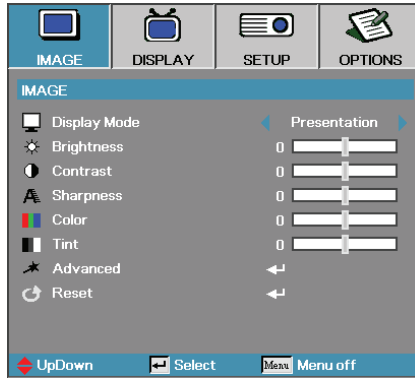 IMAGE DISPLAY SETUP OPTIONS
IMAGE
Display Mode Presentation
Brightness 0
Contrast 0
Sharpness 0
Color 0
Tint 0
Advanced
Reset
UpDown Select Menu Menu off